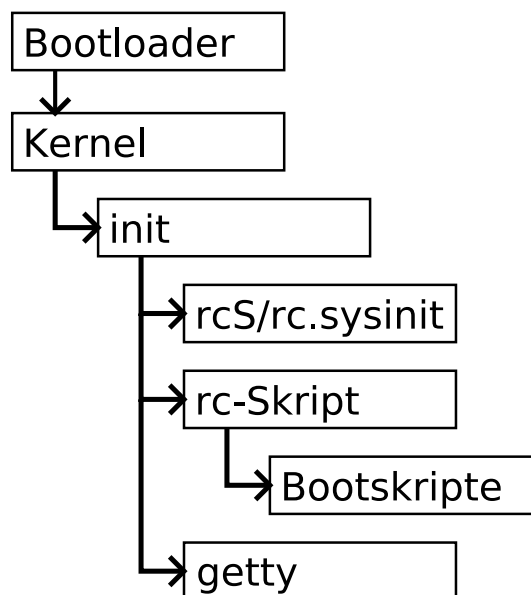 Bootloader
Kernel
init
rcS/rc.sysinit
rc-Skript
Bootskripte
getty